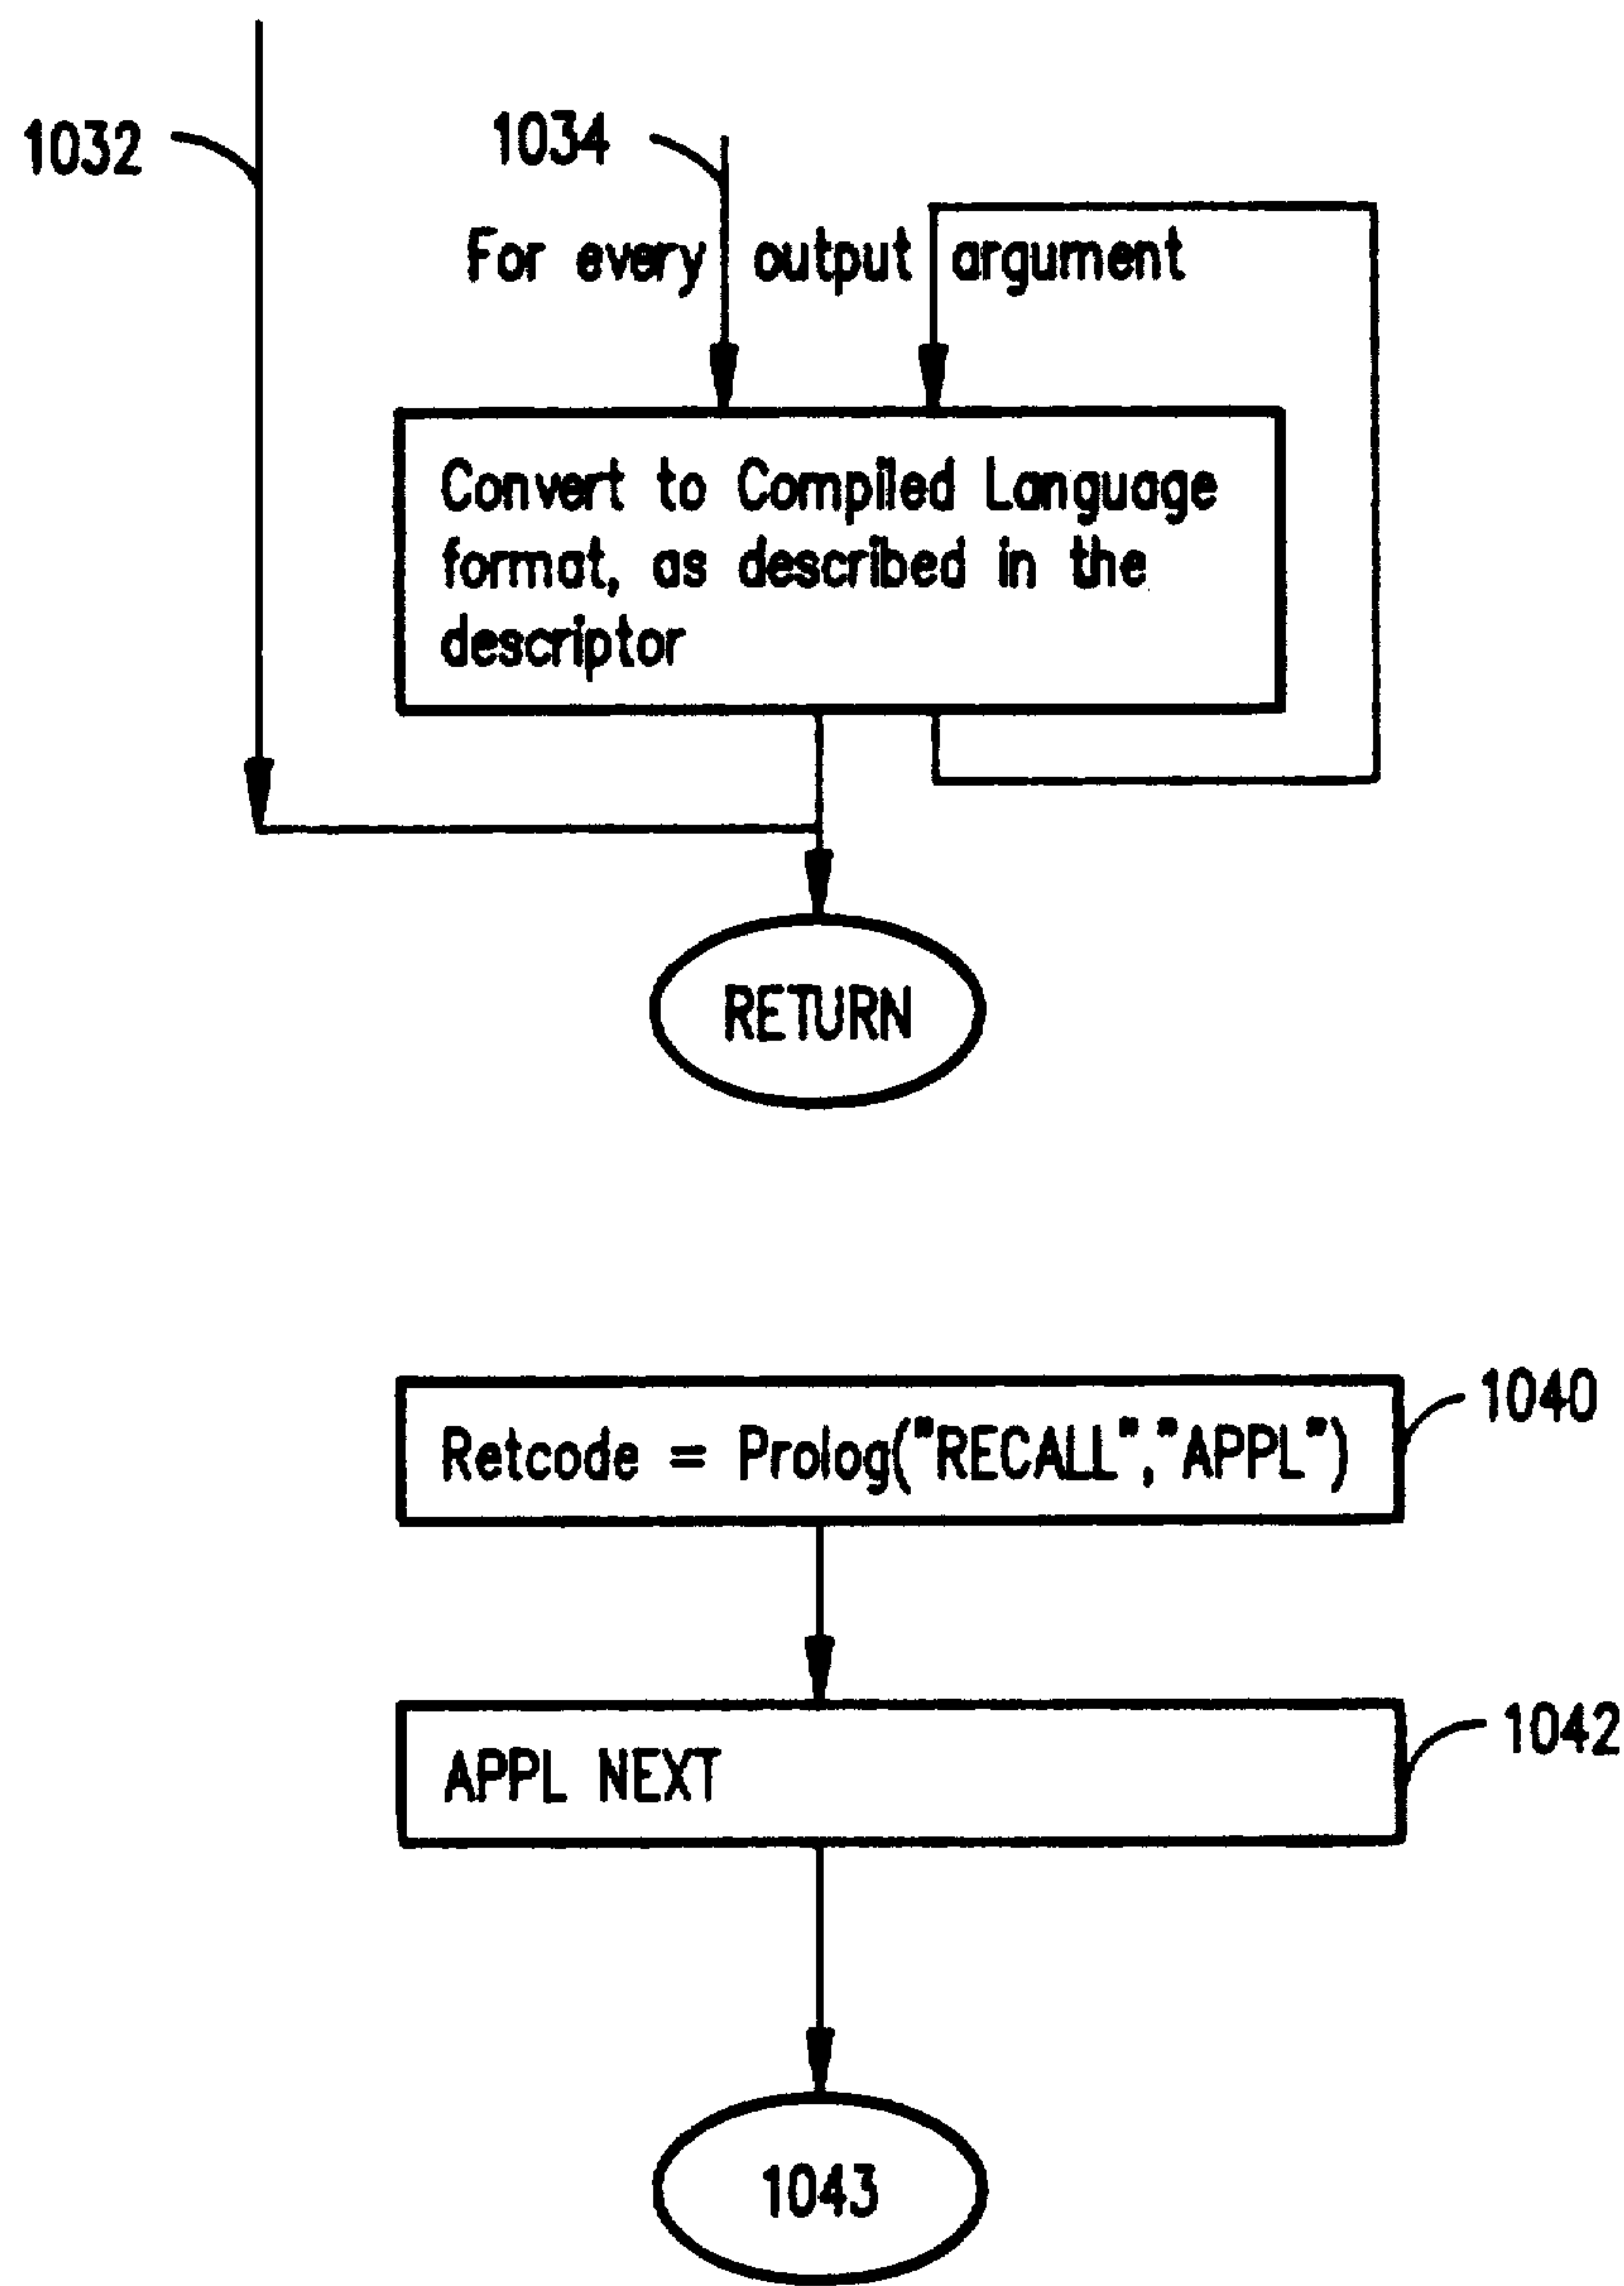 1032
1034
For every output argument
Convert to Compiled Language
format, as described in the
descriptor
RETURN
1040
Retcode = Prolog("RECALL","APPL")
1042
APPL NEXT
1043